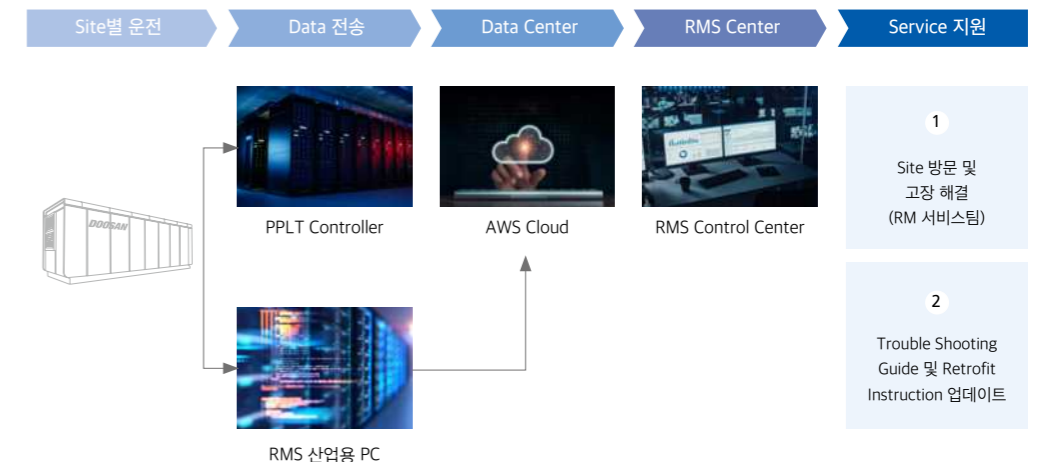 Site별 운전
Data 전송
Data Center
RMS Center
Service 지원
DOOSAN
PPLT Controller
AWS Cloud
RMS Control Center
RMS 산업용 PC
1
Site 방문 및
고장 해결
(RM 서비스팀)
2
Trouble Shooting
Guide 및 Retrofit
Instruction 업데이트